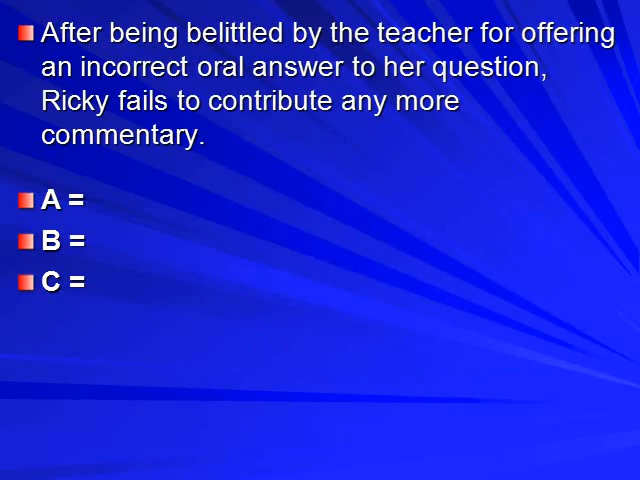 After being belittled by the teacher for offering
an incorrect oral answer to her question,
Ricky fails to contribute any more
commentary.
A =
B =
C =